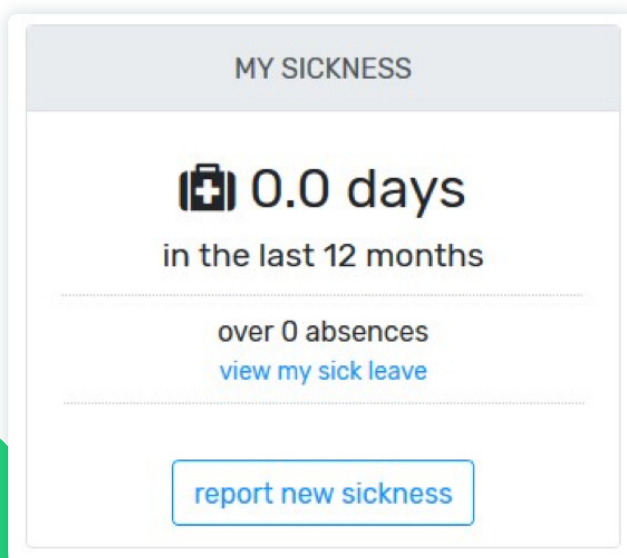 MY SICKNESS
0.0 days
in the last 12 months
over 0 absences
view my sick leave
report new sickness